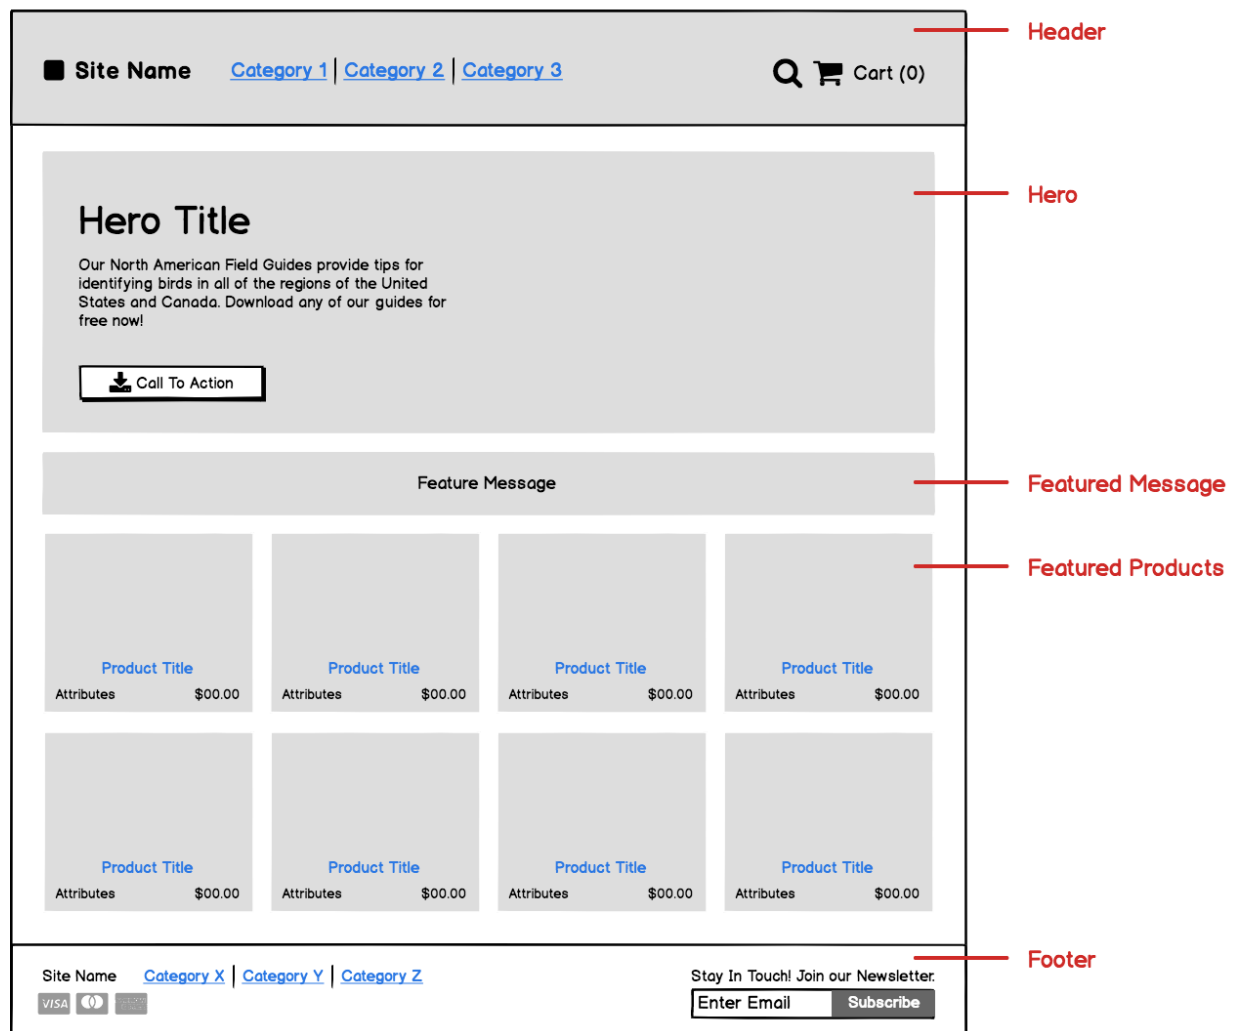 Site Name Category 1 Category 2 Category 3 Cart (0) Header
Hero
Hero Title
Our North American Field Guides provide tips for
identifying birds in all of the regions of the United
States and Canada. Download any of our guides for
free now!
Call To Action
Feature Message Featured Message
Featured Products
Product Title Product Title Product Title Product Title
Attributes $00.00 Attributes $00.00 Attributes $00.00 Attributes $00.00
Product Title Product Title Product Title Product Title
Attributes $00.00 Attributes $00.00 Attributes $00.00 Attributes $00.00
Footer
Site Name Category X Category Y Category Z Stay In Touch! Join our Newsletter.
VISA Enter Email Subscribe